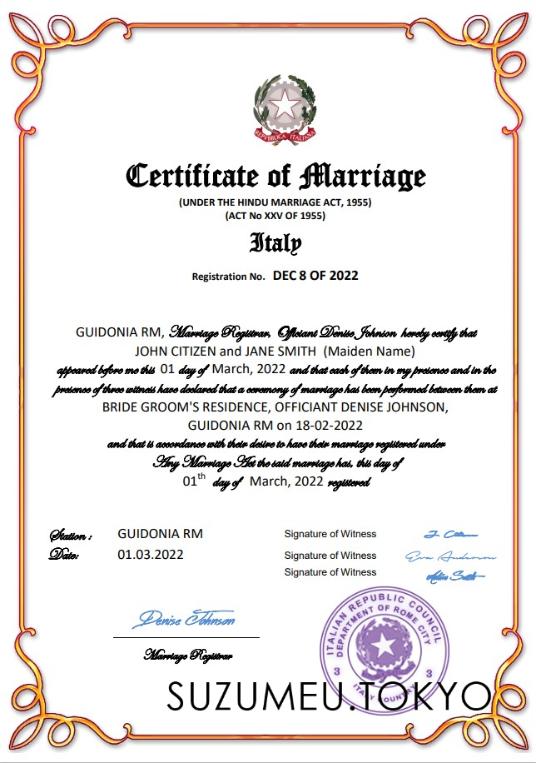 REPVBBLICA ITALIANA
Certificate of Marriage
(UNDER THE HINDU MARRIAGE ACT, 1955)
(ACT No XXV OF 1955)
Italy
Registration No. DEC 8 OF 2022
GUIDONIA RM, Marriage Registrar, Officiant Denise Johnson hereby certify that
JOHN CITIZEN and JANE SMITH (Maiden Name)
appeared before me this 01 day of March, 2022 and that each of them in my presence and in the
presence of three witness have declared that a ceremony of marriage has been performed between them at
BRIDE GROOM'S RESIDENCE, OFFICIANT DENISE JOHNSON,
GUIDONIA RM on 18-02-2022
and that is accordance with their desire to have their marriage registered under
Any Marriage Act the said marriage has, this day of
01th day of March, 2022 registered
Station : GUIDONIA RM
Date: 01.03.2022
Signature of Witness
Signature of Witness Eva Anderson
Signature of Witness
Denise Johnson
Marriage Registrar
ITALIAN REPUBLIC COUNCIL
DEPARTMENT OF ROME CITY
3 3
ITALY COUNTY
SUZUMEU.TOKYO